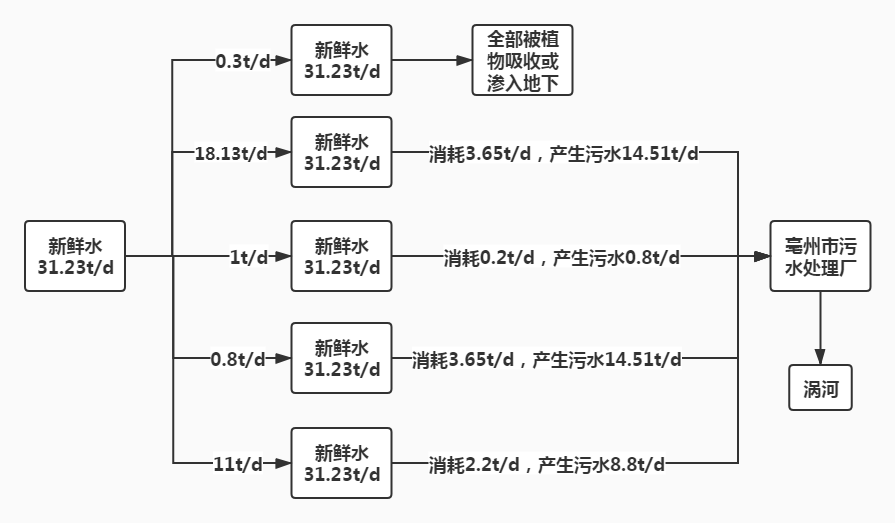 0.3t/d
新鲜水
31.23t/d
全部被植
物吸收或
渗入地下
18.13t/d
新鲜水
31.23t/d
消耗3.65t/d，产生污水14.51t/d
新鲜水
31.23t/d
1t/d
新鲜水
31.23t/d
消耗0.2t/d，产生污水0.8t/d
亳州市污
水处理厂
0.8t/d
新鲜水
31.23t/d
消耗3.65t/d，产生污水14.51t/d
涡河
11t/d
新鲜水
31.23t/d
消耗2.2t/d，产生污水8.8t/d